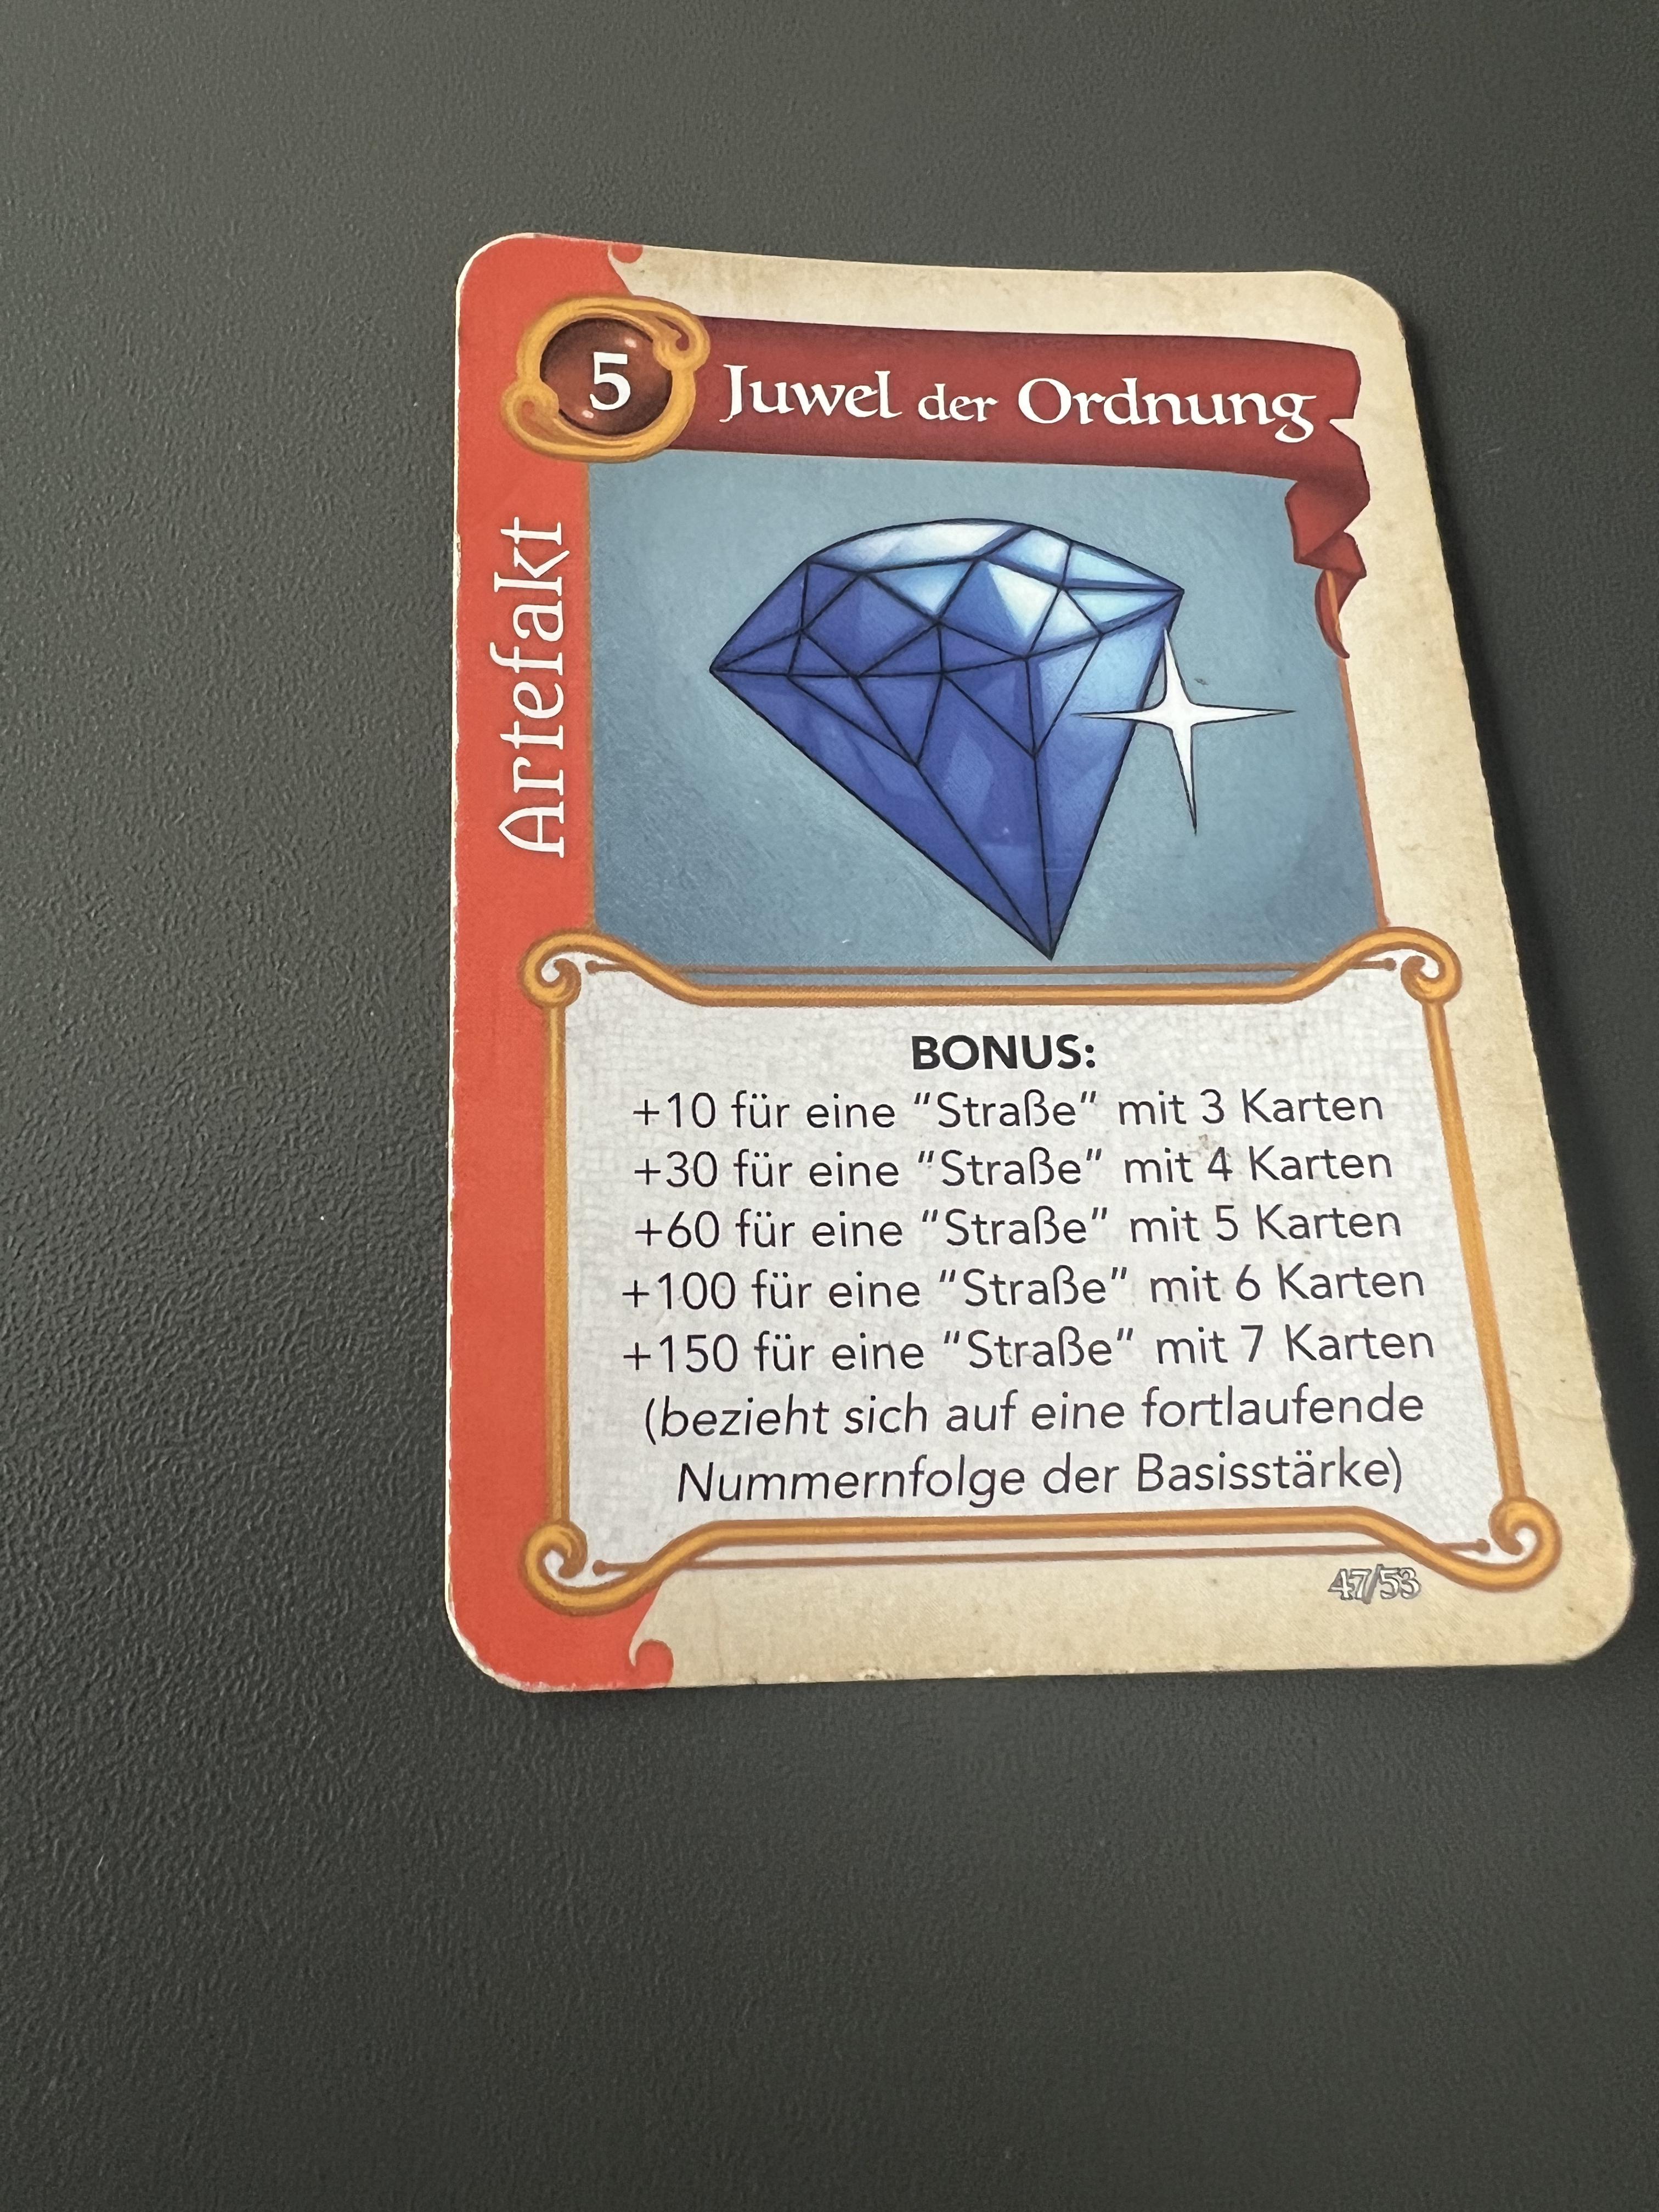 5
Juwel der Ordnung
Artefakt
BONUS:
+10 für eine "Straße" mit 3 Karten
+30 für eine "Straße" mit 4 Karten
+60 für eine "Straße" mit 5 Karten
+100 für eine "Straße" mit 6 Karten
+150 für eine "Straße" mit 7 Karten
(bezieht sich auf eine fortlaufende
Nummernfolge der Basisstärke)
47/53